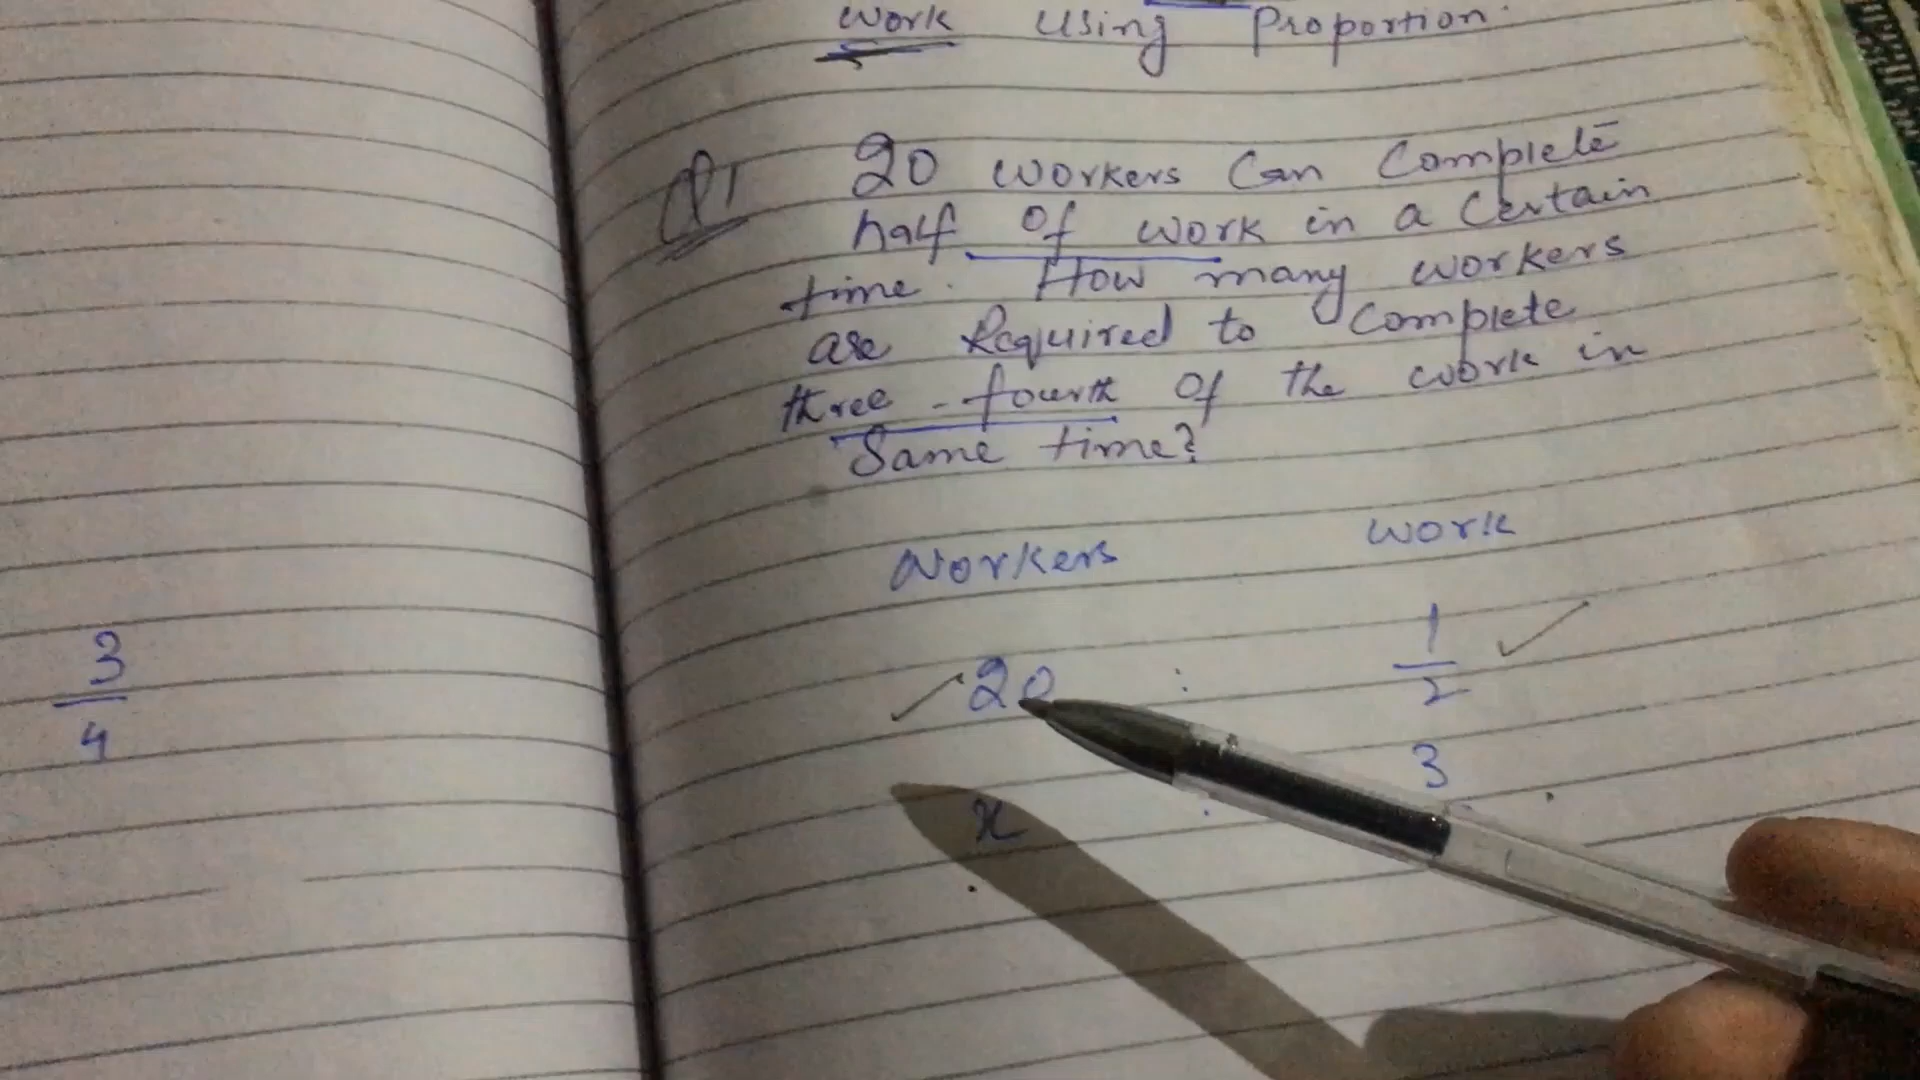 work using Proportion.
Q1 20 workers Can Complete
half of work in a Certain
time. How many workers
are Required to Complete
three-fourth of the work in
Same time?
Workers work
20 : 1/2
x : 3
3/4